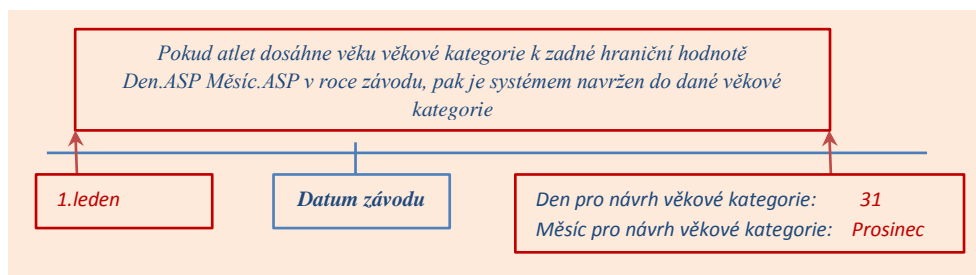 Pokud atlet dosáhne věku věkové kategorie k zadné hraniční hodnotě
Den.ASP Měsíc.ASP v roce závodu, pak je systémem navržen do dané věkové
kategorie
1.leden
Datum závodu
Den pro návrh věkové kategorie: 31
Měsíc pro návrh věkové kategorie: Prosinec